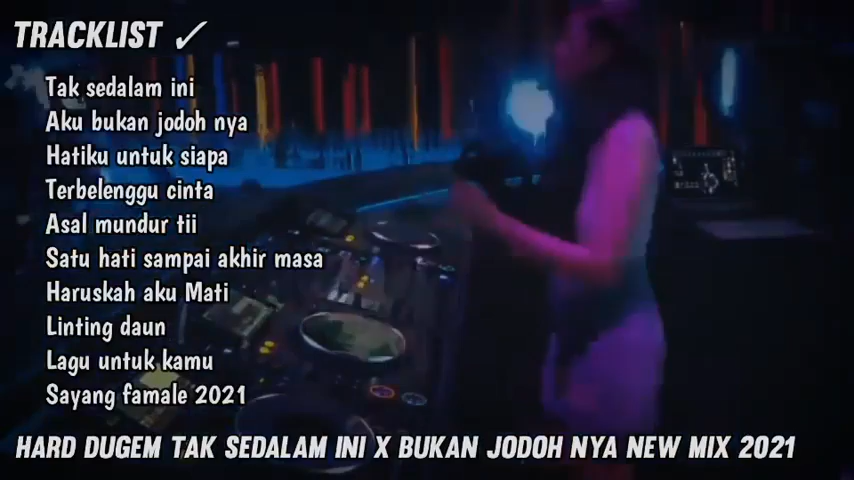 TRACKLIST ✓
Tak sedalam ini
Aku bukan jodoh nya
Hatiku untuk siapa
Terbelenggu cinta
Asal mundur tii
Satu hati sampai akhir masa
Haruskah aku Mati
Linting daun
Lagu untuk kamu
Sayang famale 2021
HARD DUGEM TAK SEDALAM INI X BUKAN JODOH NYA NEW MIX 2021